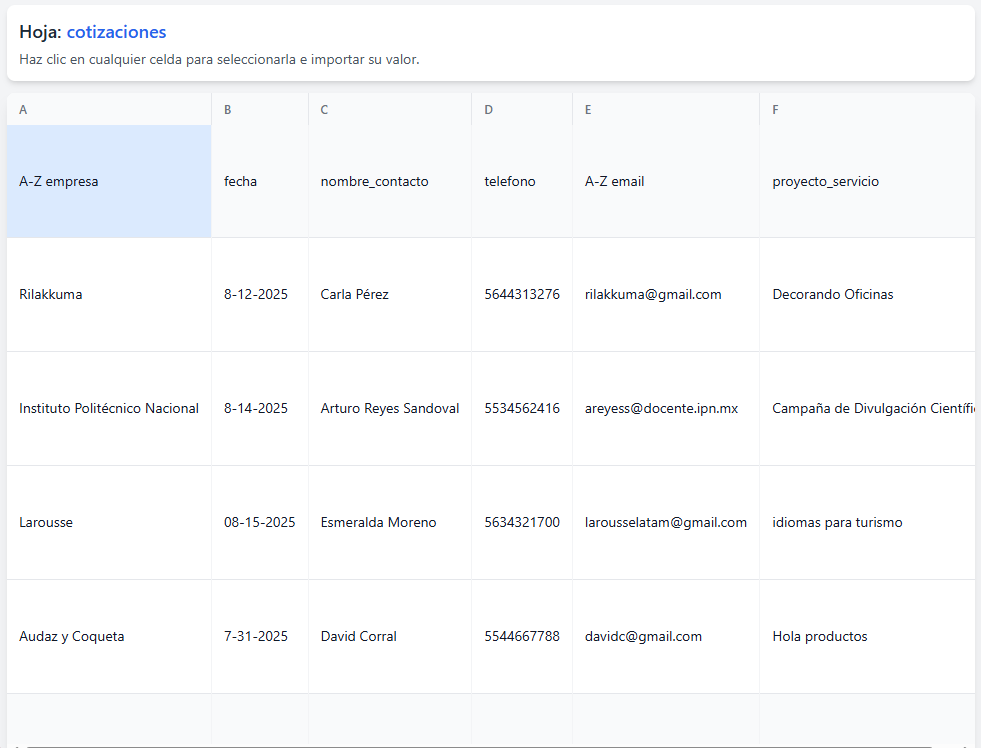 Hoja: cotizaciones
Haz clic en cualquier celda para seleccionarla e importar su valor.
A B C D E F
A-Z empresa fecha nombre_contacto telefono A-Z email proyecto_servicio
Rilakkuma 8-12-2025 Carla Pérez 5644313276 rilakkuma@gmail.com Decorando Oficinas
Instituto Politécnico Nacional 8-14-2025 Arturo Reyes Sandoval 5534562416 areyess@docente.ipn.mx Campaña de Divulgación Científi
Larousse 08-15-2025 Esmeralda Moreno 5634321700 larousselatam@gmail.com idiomas para turismo
Audaz y Coqueta 7-31-2025 David Corral 5544667788 davidc@gmail.com Hola productos